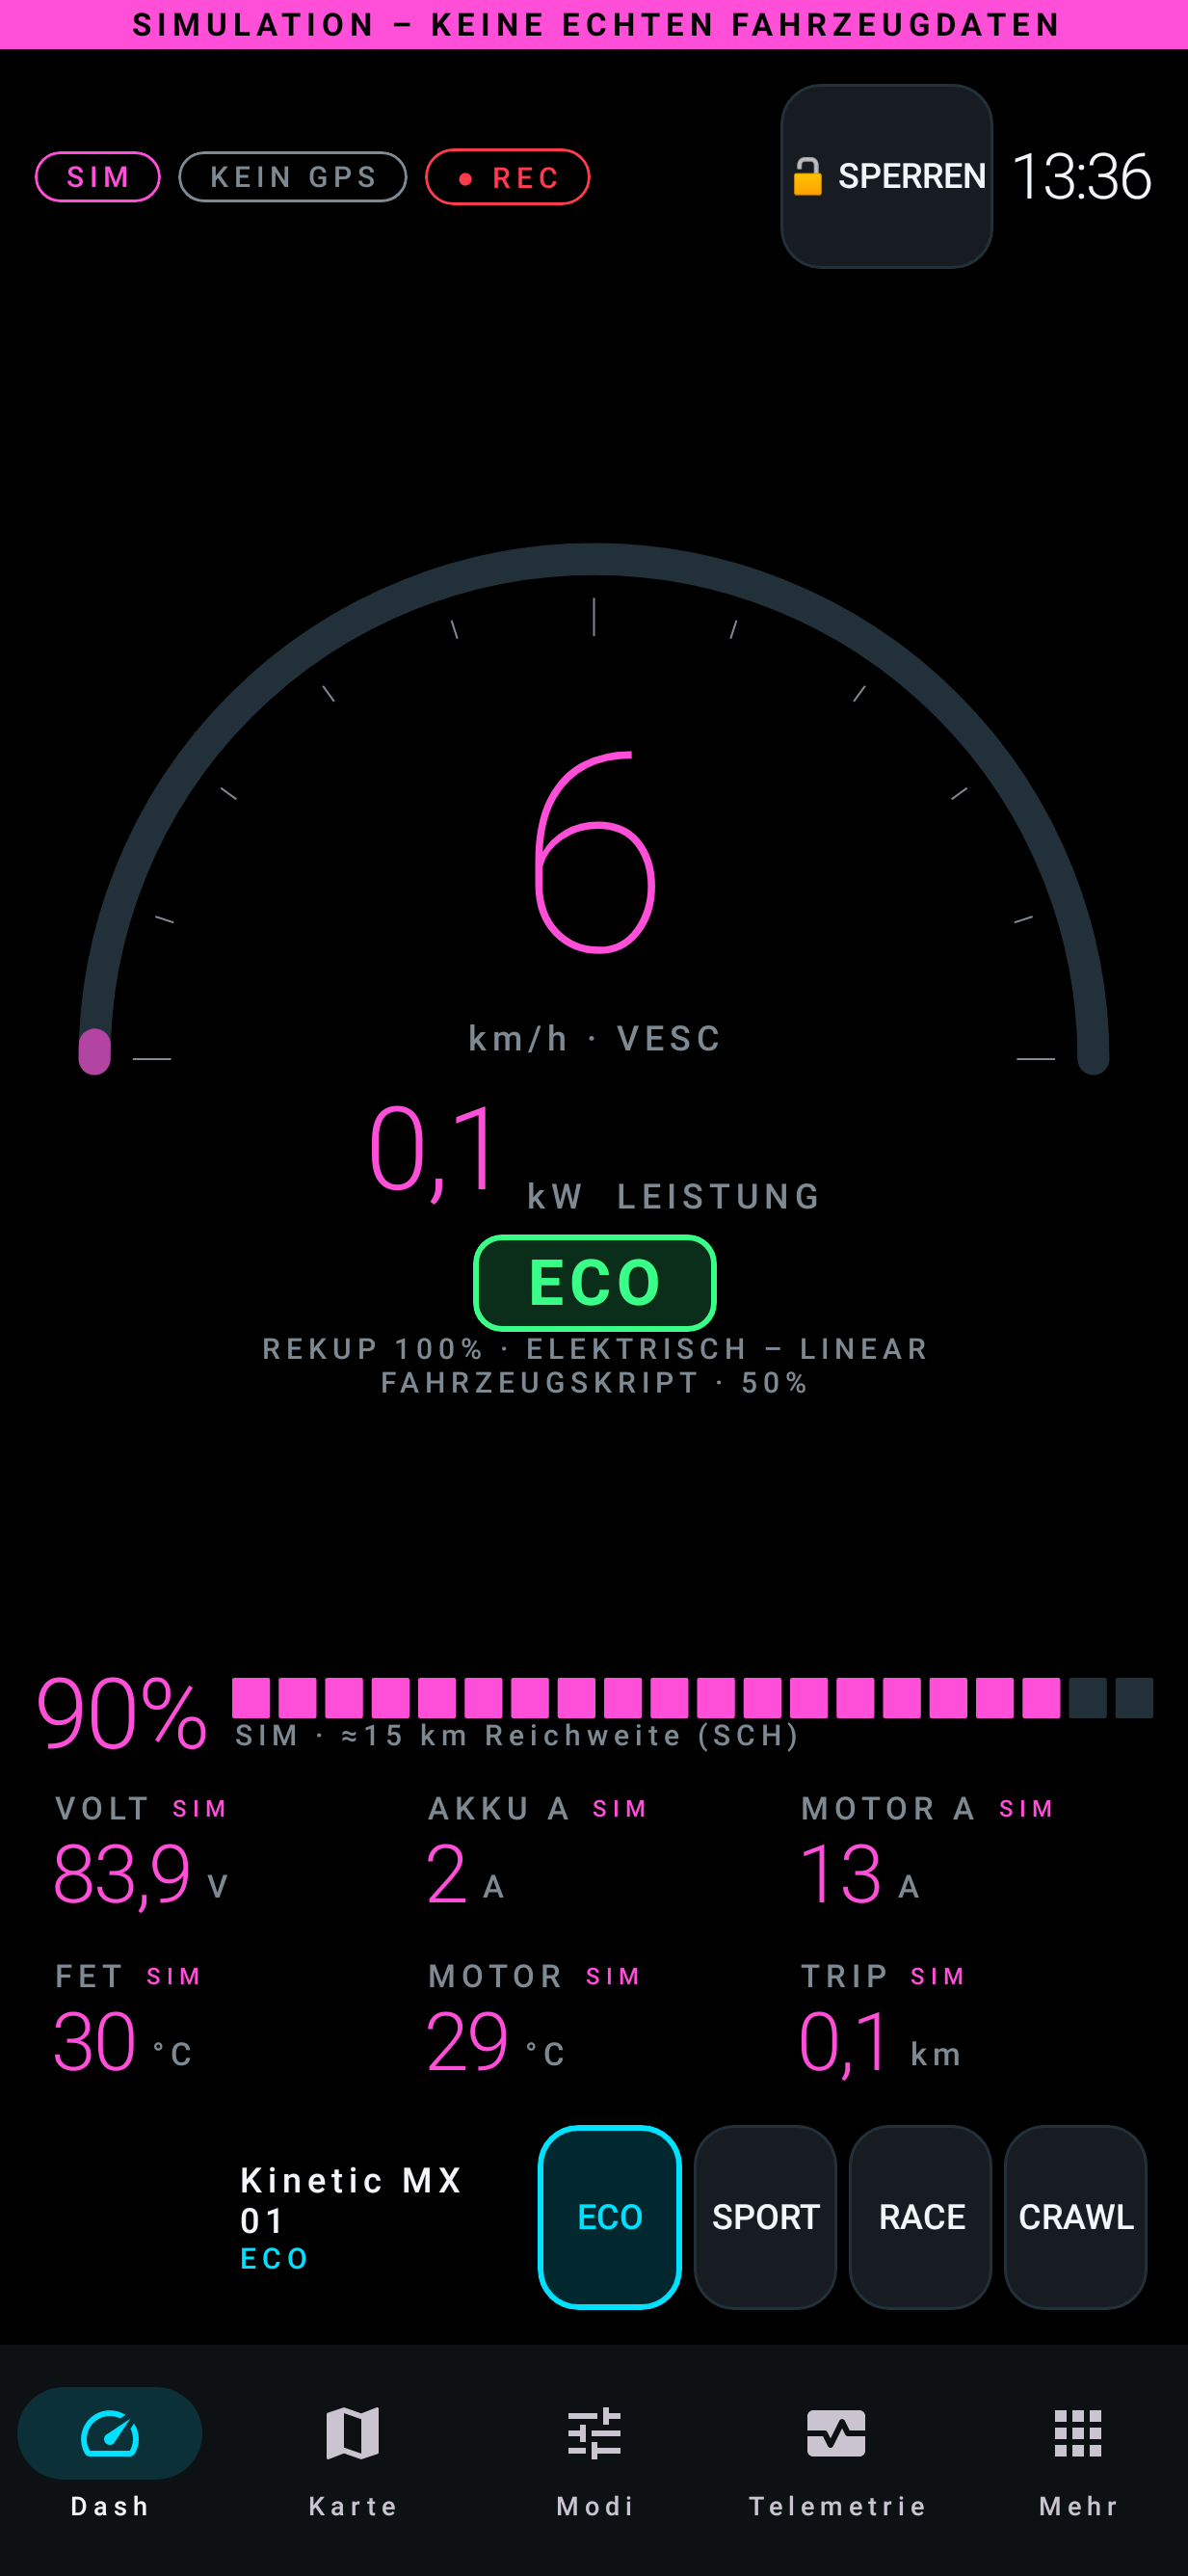 SIMULATION – KEINE ECHTEN FAHRZEUGDATEN
SIM KEIN GPS ● REC 🔓 SPERREN 13:36
6
km/h · VESC
0,1 kW LEISTUNG
ECO
REKUP 100% · ELEKTRISCH – LINEAR
FAHRZEUGSKRIPT · 50%
90%
SIM · ≈15 km Reichweite (SCH)
VOLT SIM AKKU A SIM MOTOR A SIM
83,9 V 2 A 13 A
FET SIM MOTOR SIM TRIP SIM
30 °C 29 °C 0,1 km
Kinetic MX
01
ECO
ECO SPORT RACE CRAWL
Dash Karte Modi Telemetrie Mehr